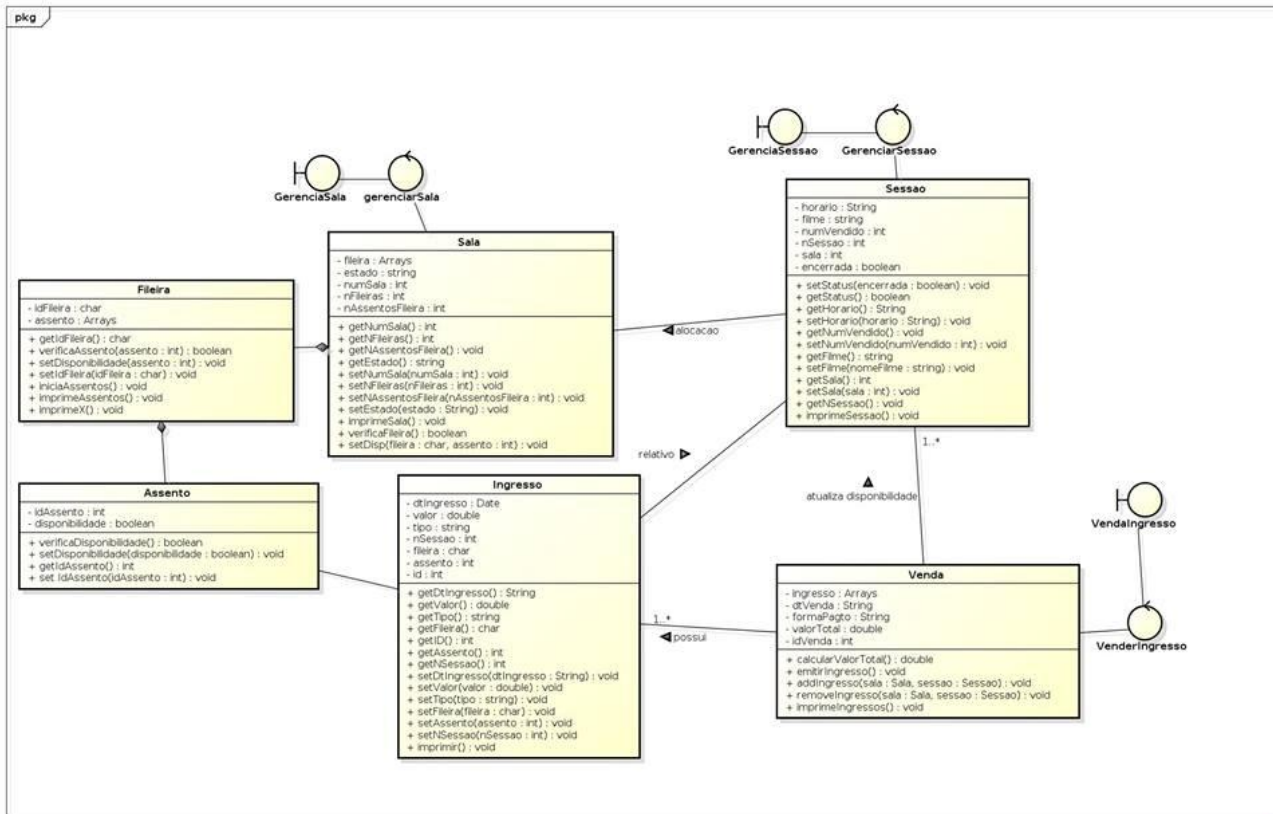 pkg
GerenciaSessao
GerenciarSessao
GerenciaSala
gerenciarSala
Sessao
- horario : String
- filme : string
- numVendido : int
- nSessao : int
- sala : int
- encerrada : boolean
+ setStatus(encerrada : boolean) : void
+ getStatus() : boolean
+ getHorario() : String
+ setHorario(horario : String) : void
+ getNumVendido() : void
+ setNumVendido(numVendido : int) : void
+ getFilme() : string
+ setFilme(nomeFilme : string) : void
+ getSala() : int
+ setSala(sala : int) : void
+ getNSessao() : void
+ imprimeSessao() : void
Sala
- fileira : Arrays
- estado : string
- numSala : int
- nFileiras : int
- nAssentosFileira : int
+ getNumSala() : int
+ getNFileiras() : int
+ getNAssentosFileira() : void
+ getEstado() : string
+ setNumSala(numSala : int) : void
+ setNFileiras(nFileiras : int) : void
+ setNAssentosFileira(nAssentosFileira : int) : void
+ setEstado(estado : String) : void
+ imprimeSala() : void
+ verificaFileira() : boolean
+ setDisp(fileira : char, assento : int) : void
Fileira
- idFileira : char
- assento : Arrays
+ getIdFileira() : char
+ verificaAssento(assento : int) : boolean
+ setDisponibilidade(assento : int) : void
+ setIdFileira(idFileira : char) : void
+ iniciaAssentos() : void
+ imprimeAssentos() : void
+ imprimeX() : void
alocacao
relativo
1..*
atualiza disponibilidade
Assento
- idAssento : int
- disponibilidade : boolean
+ verificaDisponibilidade() : boolean
+ setDisponibilidade(disponibilidade : boolean) : void
+ getIdAssento() : int
+ set IdAssento(idAssento : int) : void
Ingresso
- dtIngresso : Date
- valor : double
- tipo : string
- nSessao : int
- fileira : char
- assento : int
- id : int
+ getDtIngresso() : String
+ getValor() : double
+ getTipo() : string
+ getFileira() : char
+ getID() : int
+ getAssento() : int
+ getNSessao() : int
+ setDtIngresso(dtIngresso : String) : void
+ setValor(valor : double) : void
+ setTipo(tipo : string) : void
+ setFileira(fileira : char) : void
+ setAssento(assento : int) : void
+ setNSessao(nSessao : int) : void
+ imprimir() : void
1..*
possui
VendaIngresso
VenderIngresso
Venda
- ingresso : Arrays
- dtVenda : String
- formaPagto : String
- valorTotal : double
- idVenda : int
+ calcularValorTotal() : double
+ emitirIngresso() : void
+ addIngresso(sala : Sala, sessao : Sessao) : void
+ removeIngresso(sala : Sala, sessao : Sessao) : void
+ imprimeIngressos() : void